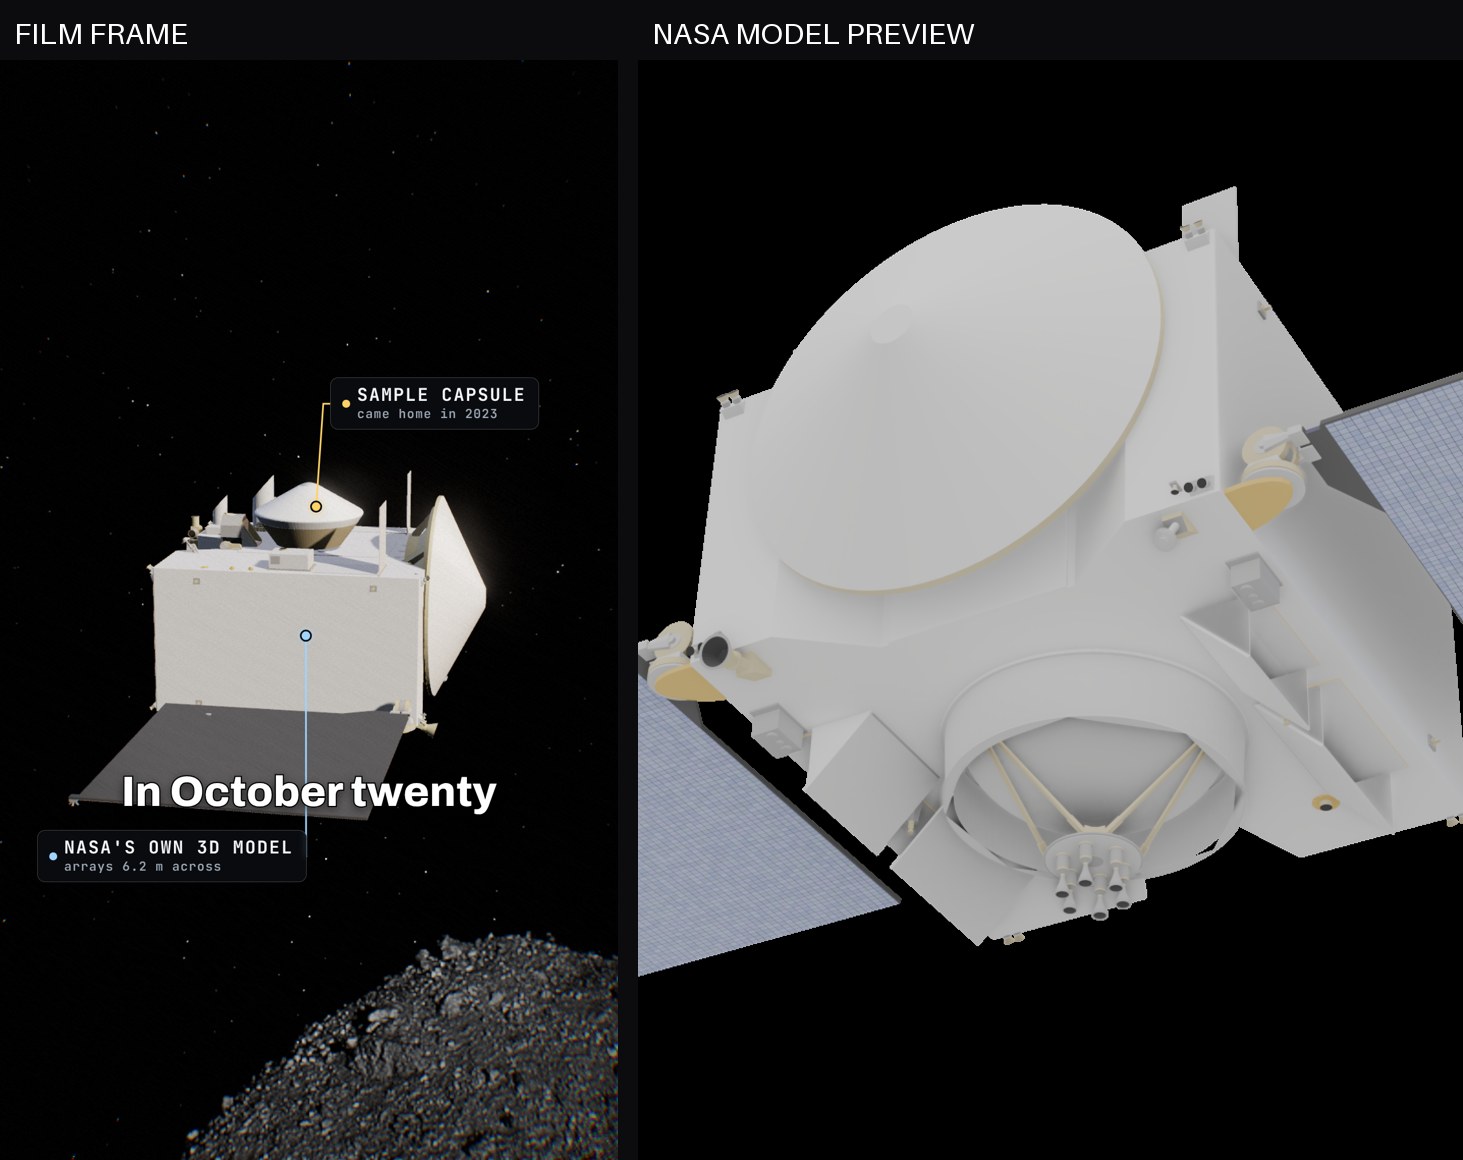 FILM FRAME
NASA MODEL PREVIEW
SAMPLE CAPSULE
came home in 2023
In October twenty
NASA'S OWN 3D MODEL
arrays 6.2 m across